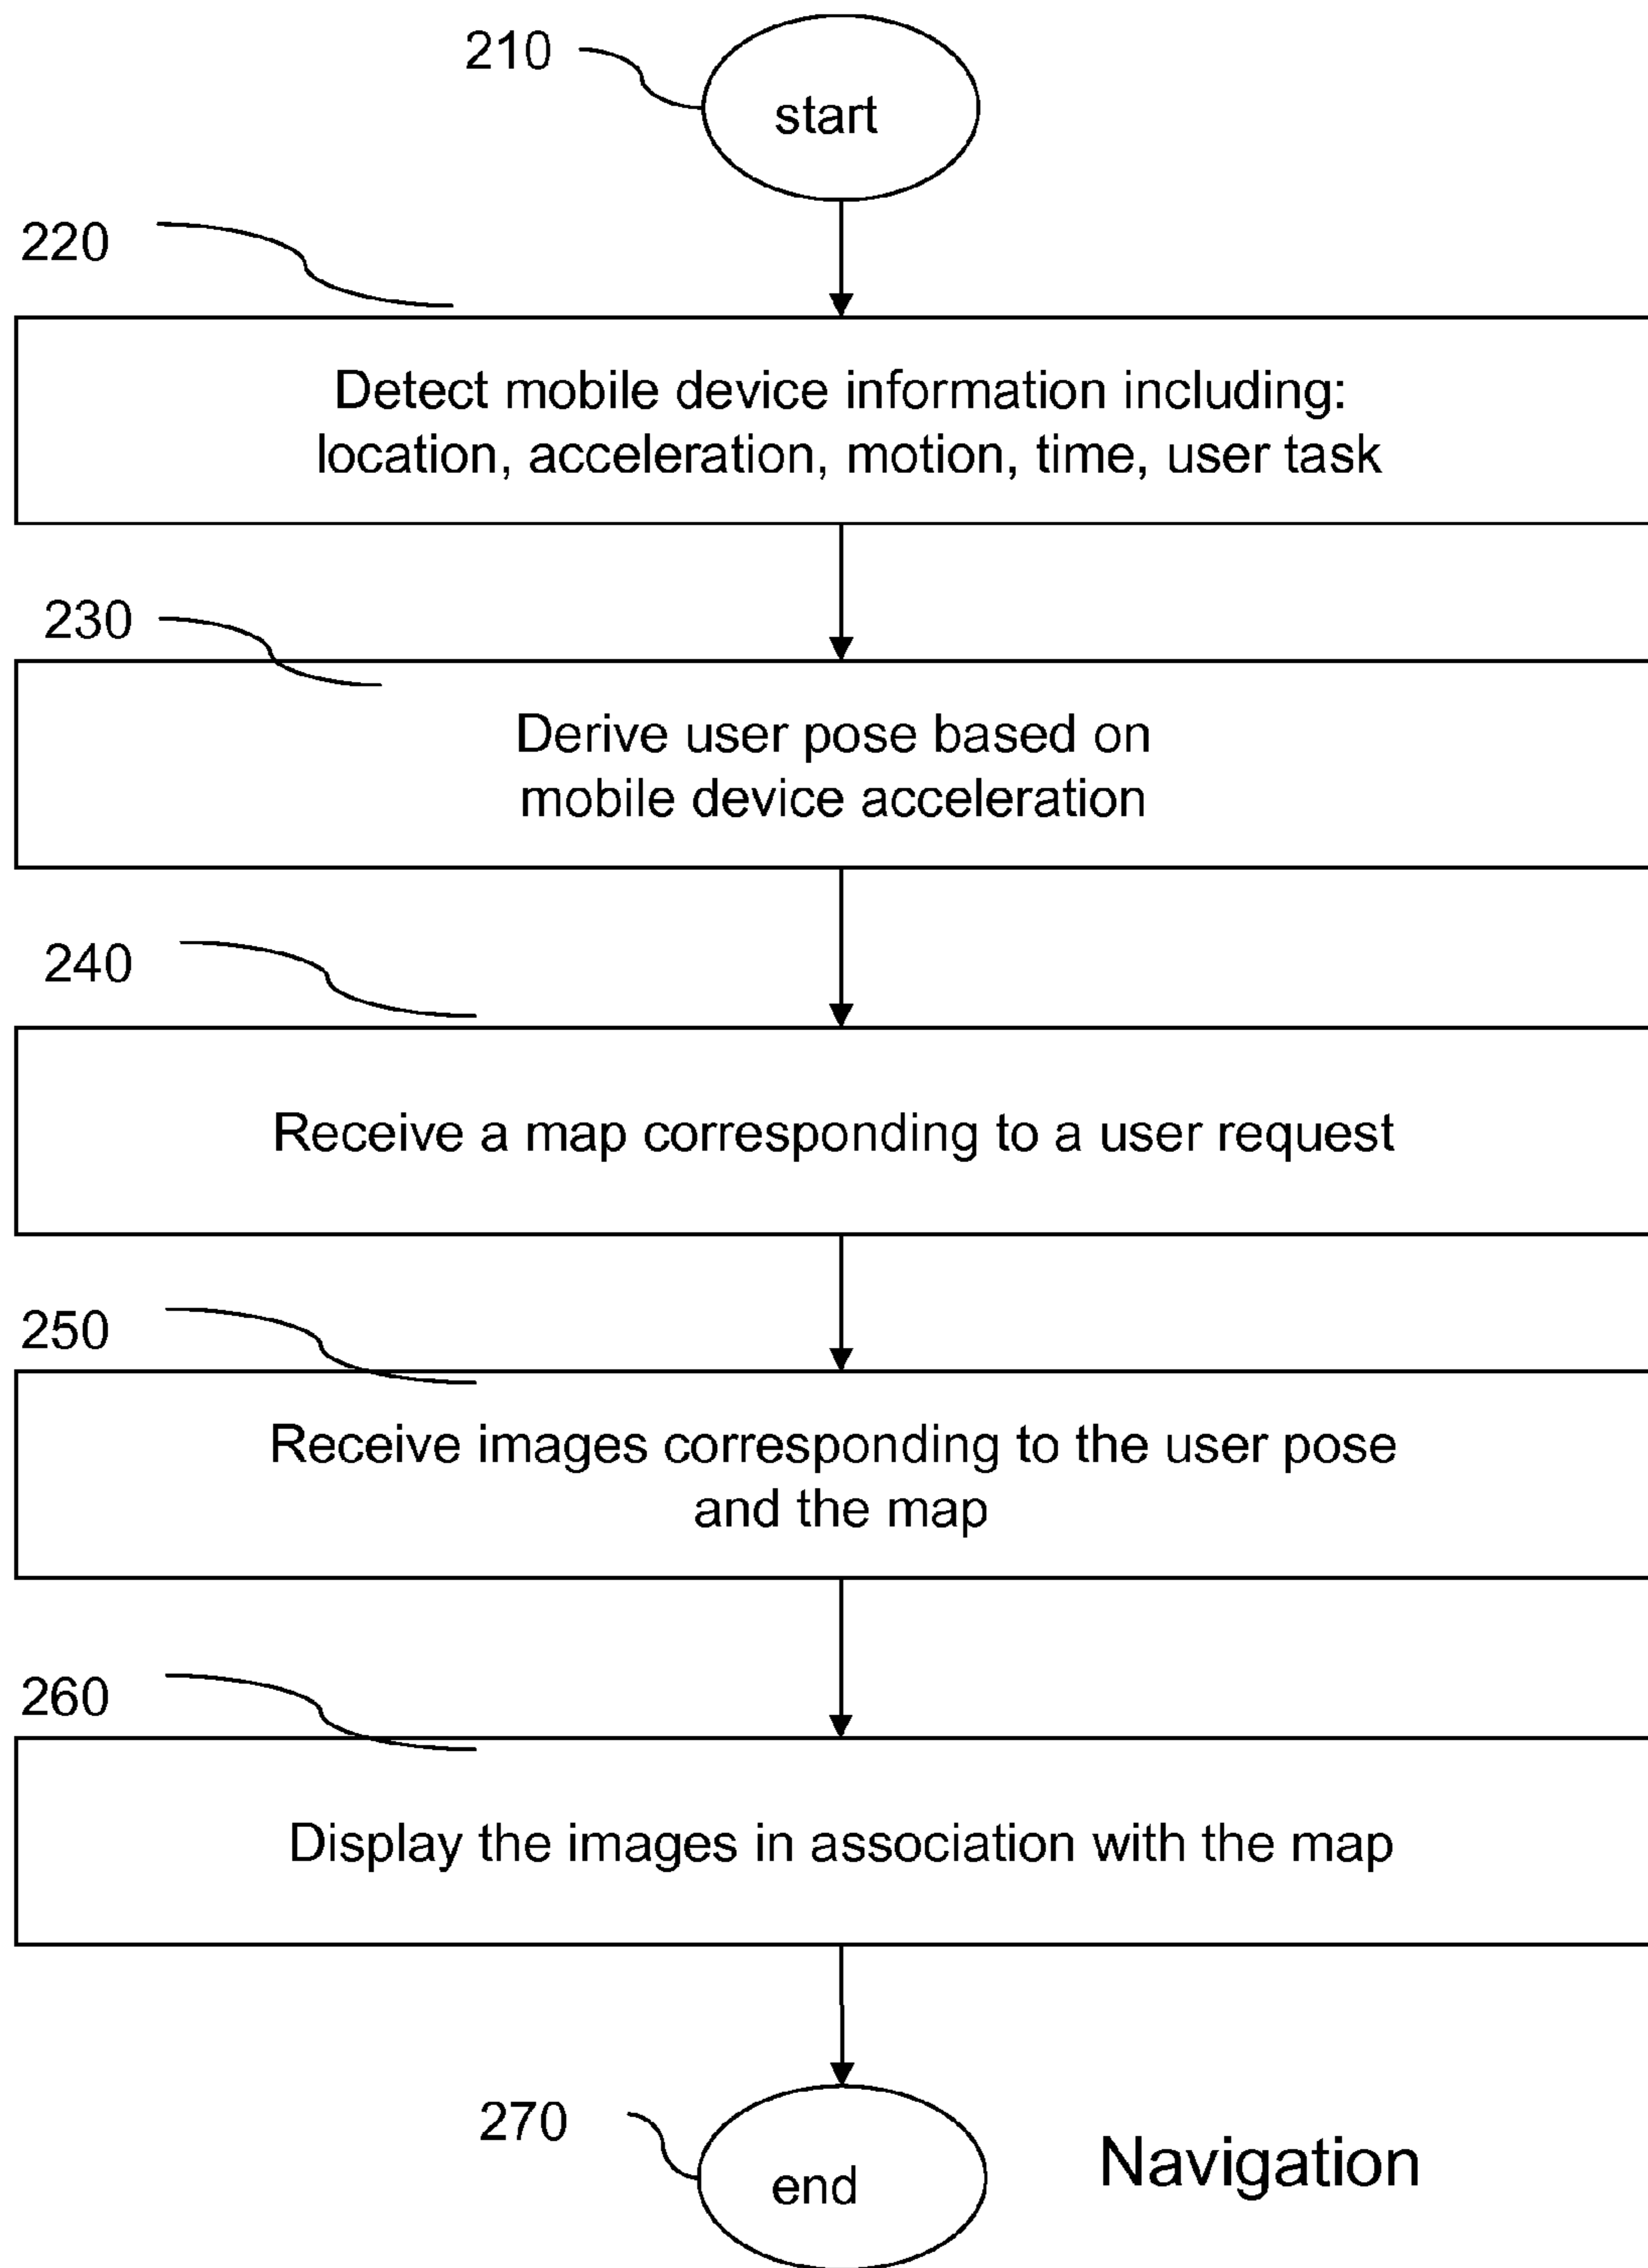 210
start
220
Detect mobile device information including:
location, acceleration, motion, time, user task
230
Derive user pose based on
mobile device acceleration
240
Receive a map corresponding to a user request
250
Receive images corresponding to the user pose
and the map
260
Display the images in association with the map
270
end
Navigation